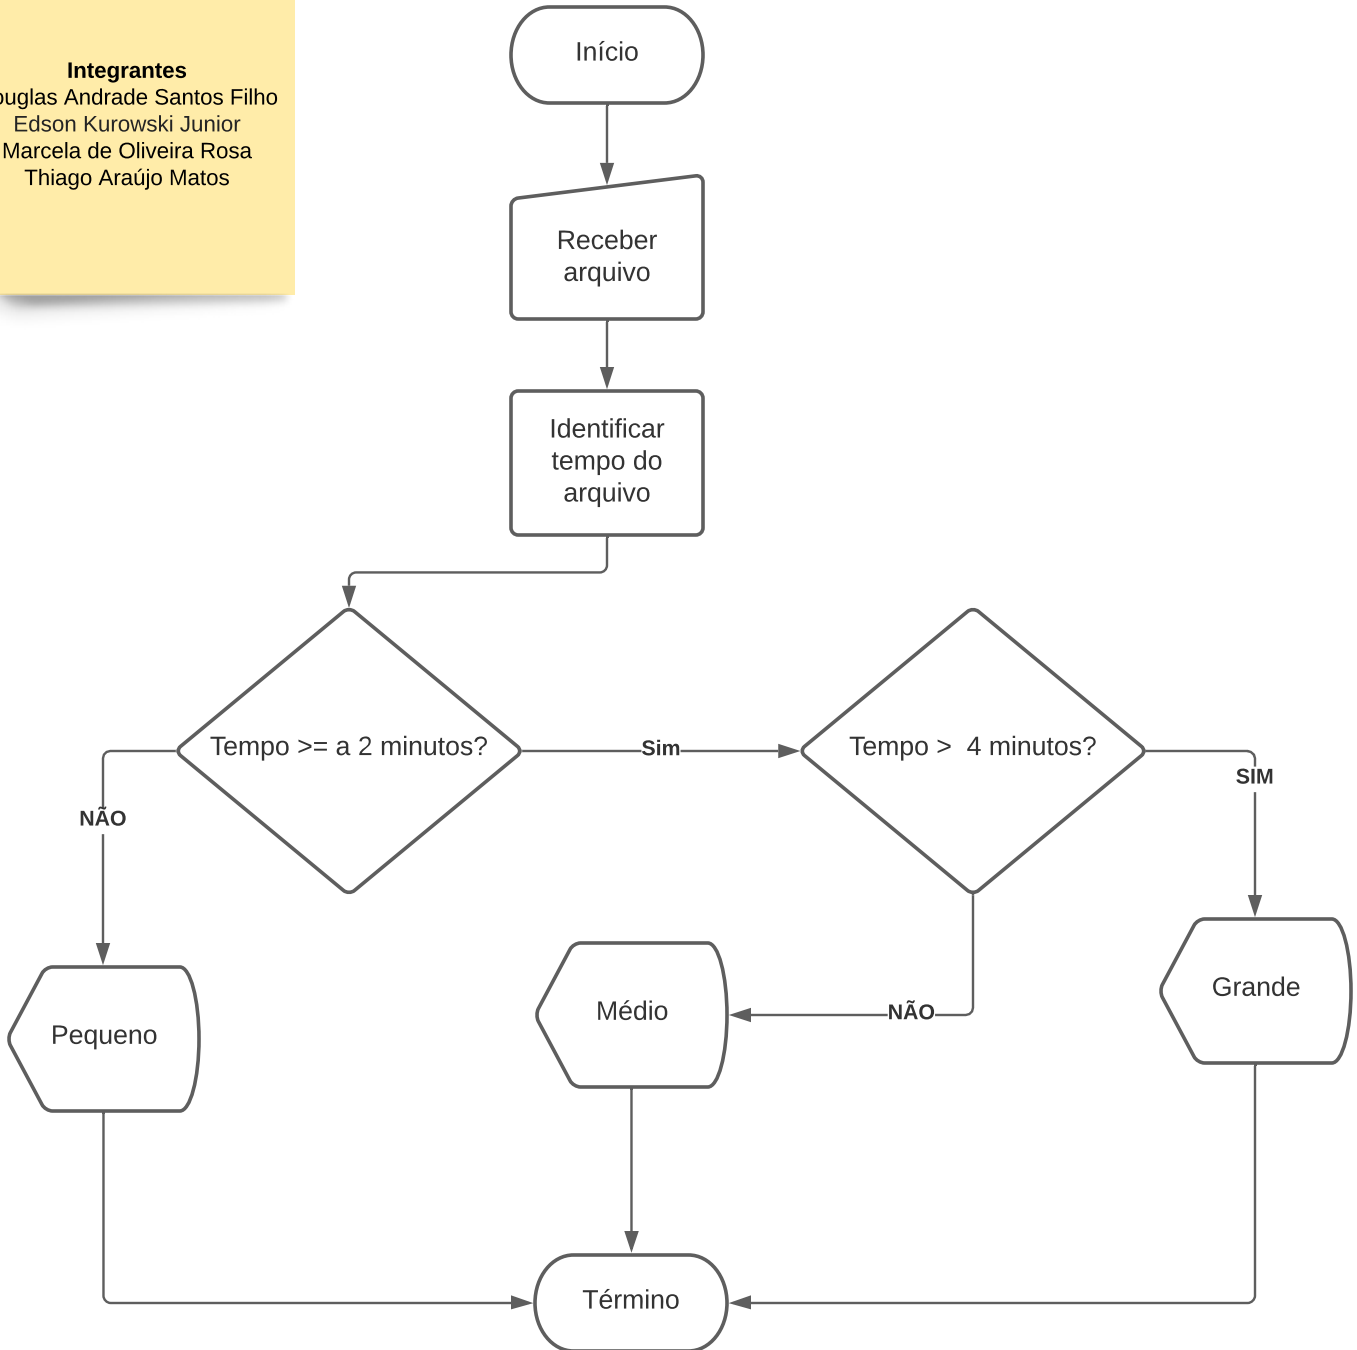 Integrantes
Andrade Santos Filho
Edson Kurowski Junior
Marcela de Oliveira Rosa
Thiago Araújo Matos
Início
Receber
arquivo
Identificar
tempo do
arquivo
Tempo >= a 2 minutos?
Sim
Tempo >  4 minutos?
SIM
NÃO
Pequeno
Médio
NÃO
Grande
Término